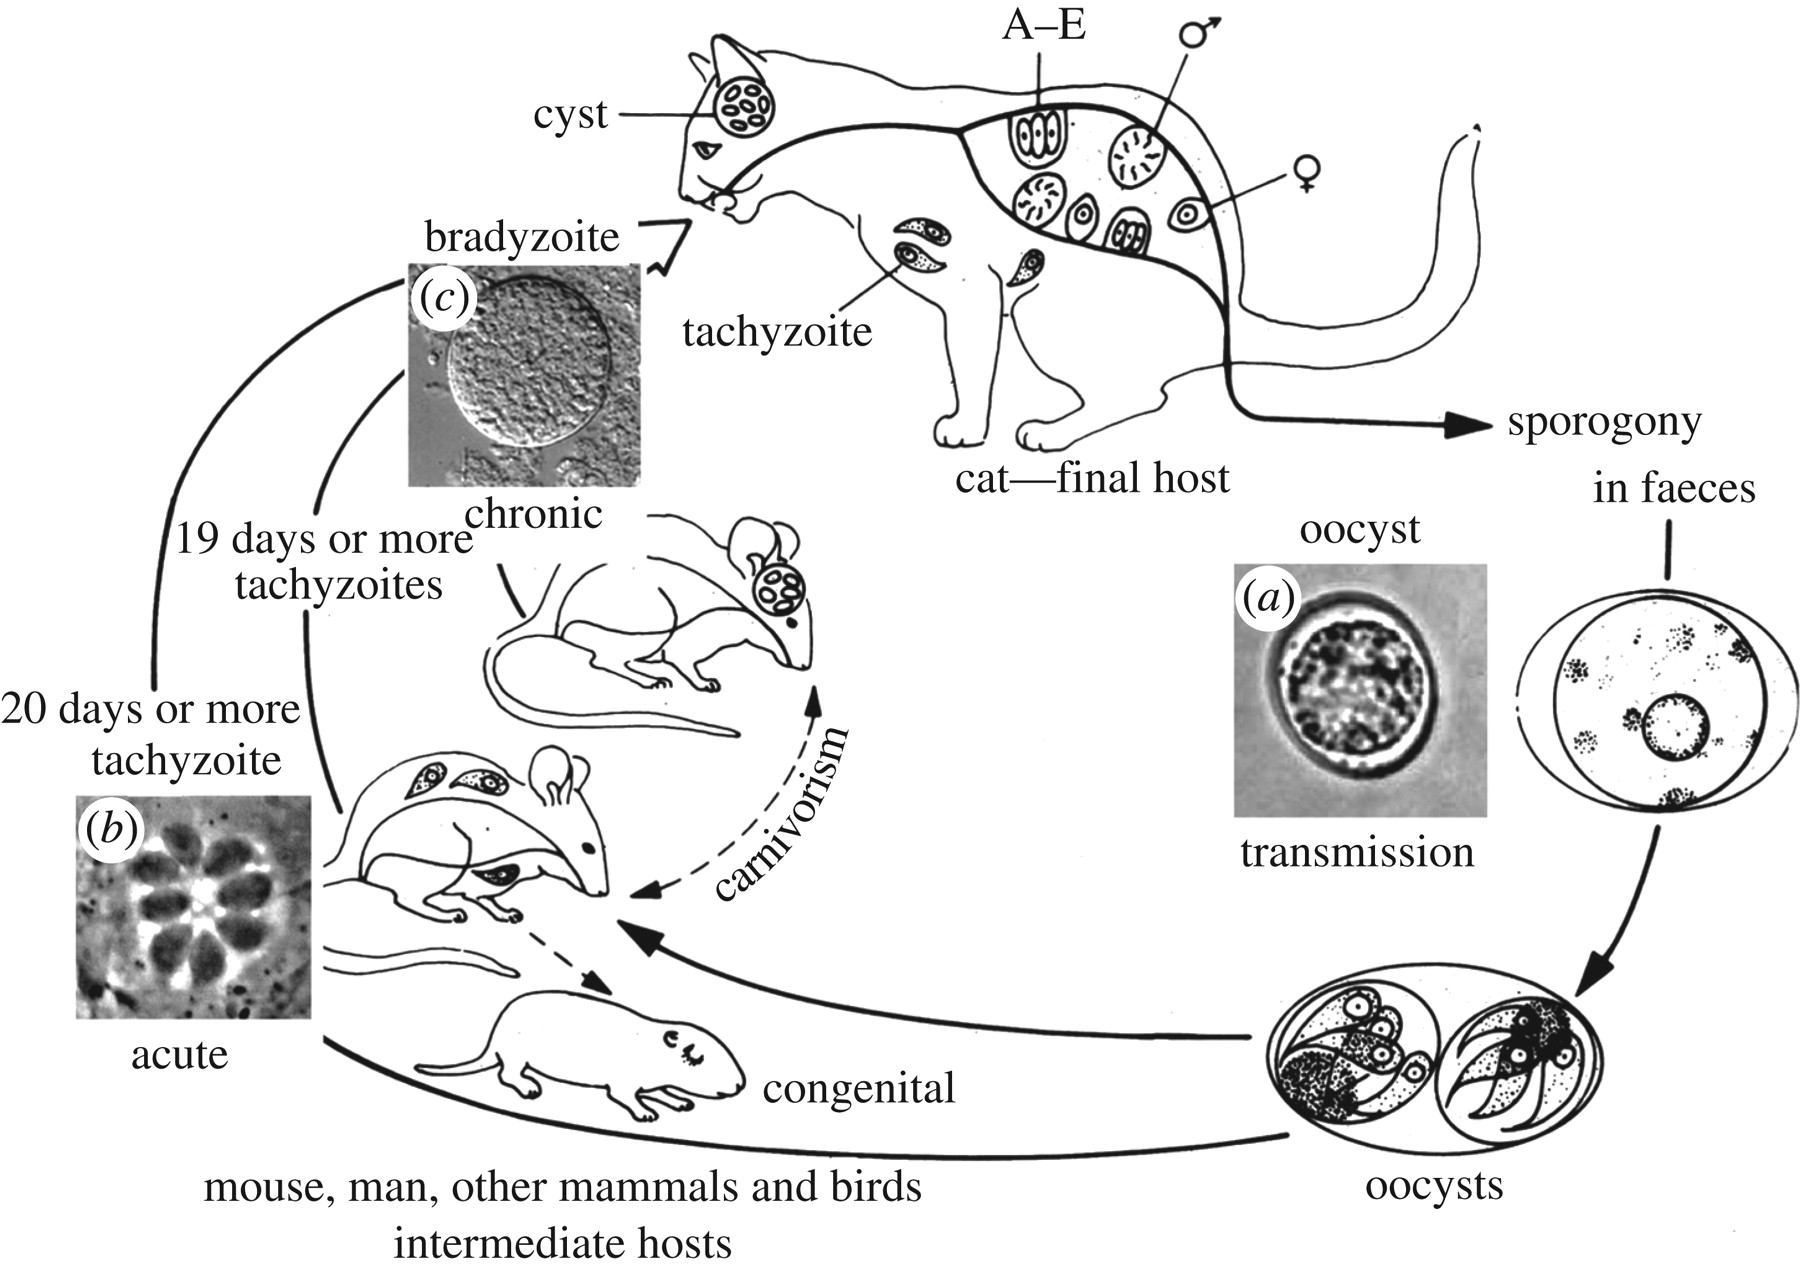 A–E
♂
cyst
♀
bradyzoite
(c)
tachyzoite
sporogony
cat—final host
in faeces
chronic
oocyst
19 days or more
tachyzoites
(a)
20 days or more
tachyzoite
carnivorism
(b)
transmission
acute
congenital
mouse, man, other mammals and birds
oocysts
intermediate hosts